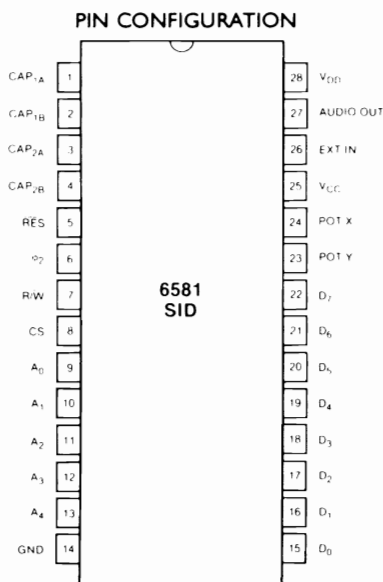 PIN CONFIGURATION
CAP1A 1 28 VDD
CAP1B 2 27 AUDIO OUT
CAP2A 3 26 EXT IN
CAP2B 4 25 VCC
RES 5 24 POT X
φ2 6 23 POT Y
R/W 7 22 D7
6581
SID
CS 8 21 D6
A0 9 20 D5
A1 10 19 D4
A2 11 18 D3
A3 12 17 D2
A4 13 16 D1
GND 14 15 D0